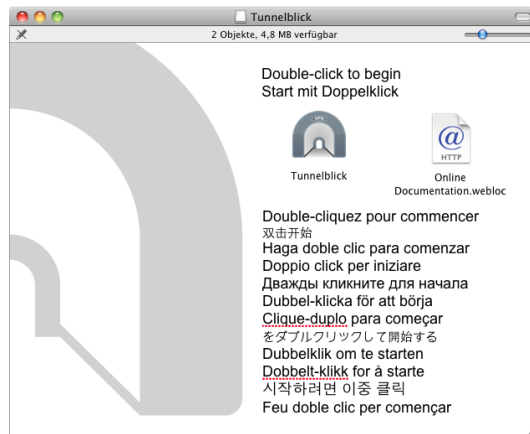 Tunnelblick
2 Objekte, 4,8 MB verfügbar
Double-click to begin
Start mit Doppelklick
VPN
HTTP
Tunnelblick
Online
Documentation.webloc
Double-cliquez pour commencer
双击开始
Haga doble clic para comenzar
Doppio click per iniziare
Дважды кликните для начала
Dubbel-klicka för att börja
Clique-duplo para começar
をダブルクリックして開始する
Dubbelklik om te starten
Dobbelt-klikk for å starte
시작하려면 이중 클릭
Feu doble clic per començar